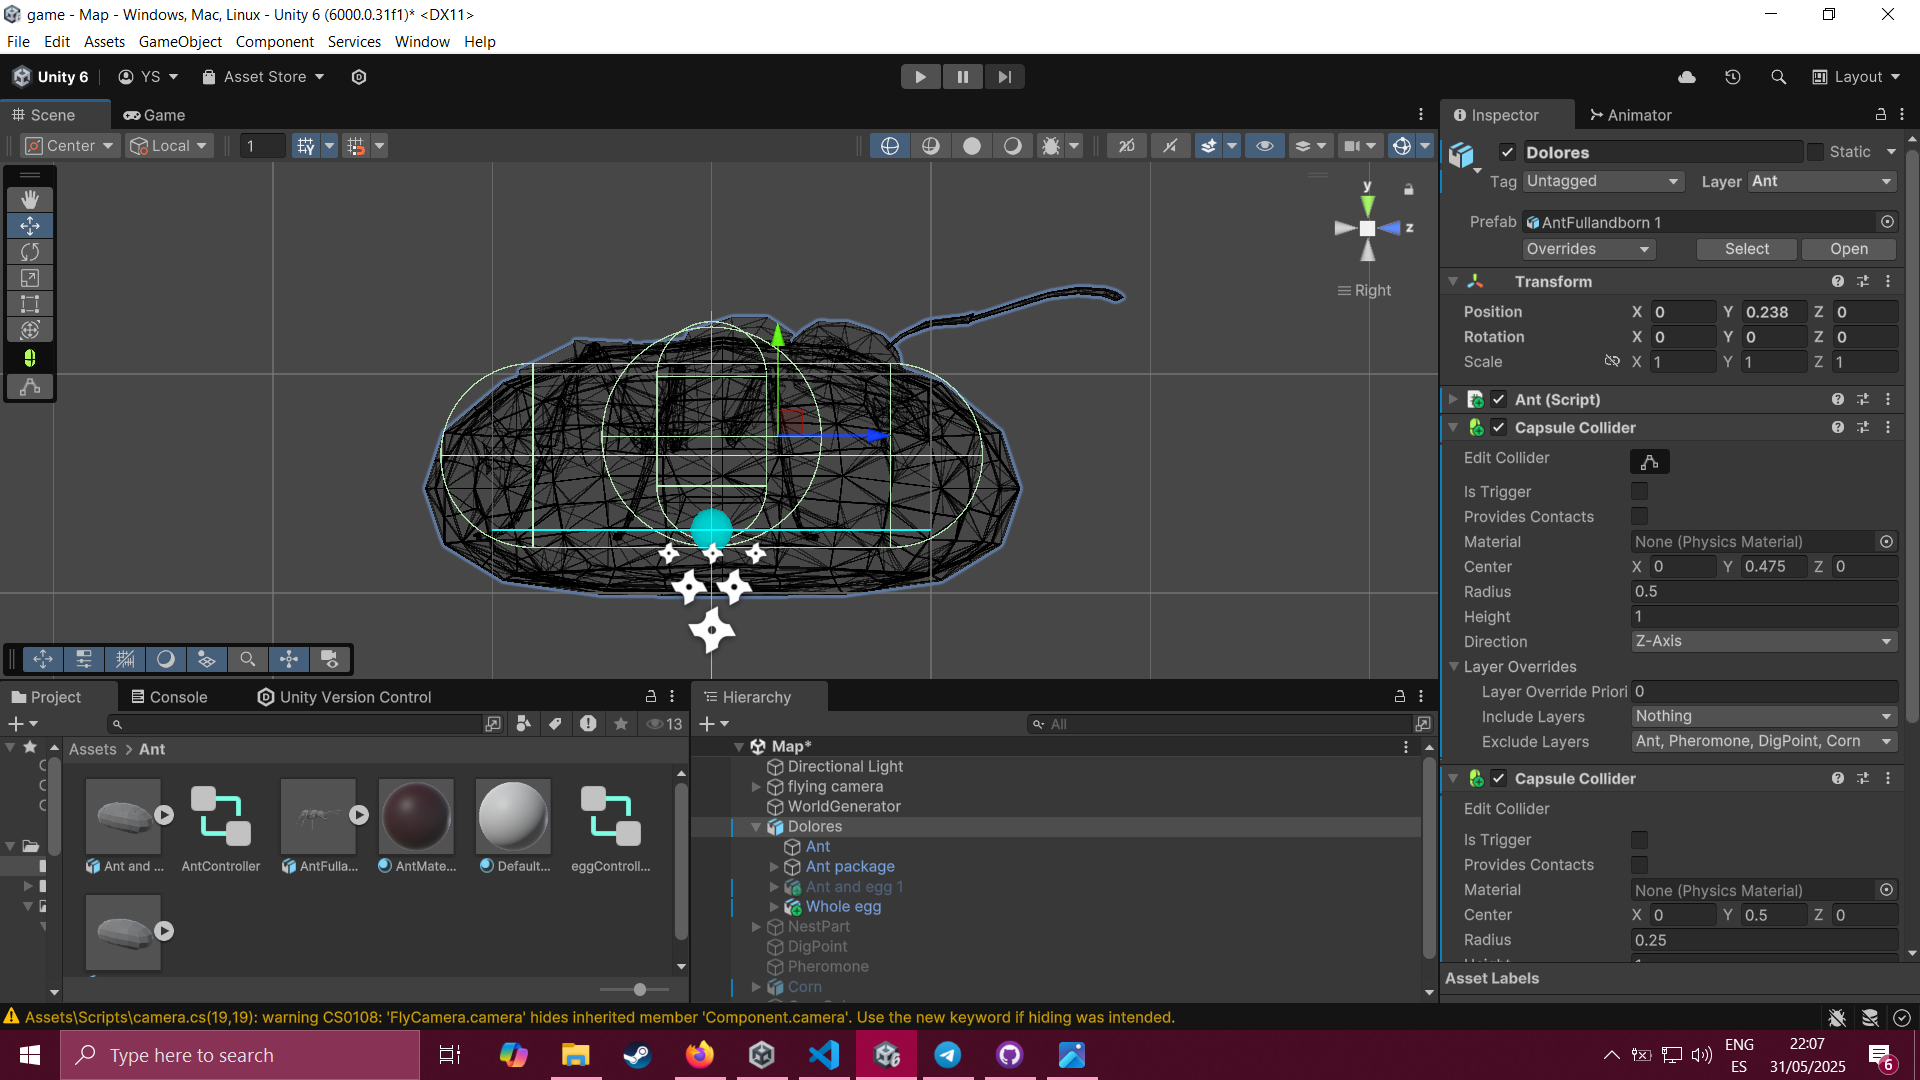 game - Map - Windows, Mac, Linux - Unity 6 (6000.0.31f1)* <DX11>
File Edit Assets GameObject Component Services Window Help
Unity 6 YS Asset Store Layout
Scene Game
Center Local 1 2D
y
z
Right
Inspector Animator
Dolores Static
Tag Untagged Layer Ant
Prefab AntFullandborn 1
Overrides Select Open
Transform
Position X 0 Y 0.238 Z 0
Rotation X 0 Y 0 Z 0
Scale X 1 Y 1 Z 1
Ant (Script)
Capsule Collider
Edit Collider
Is Trigger
Provides Contacts
Material None (Physics Material)
Center X 0 Y 0.475 Z 0
Radius 0.5
Height 1
Direction Z-Axis
Layer Overrides
Layer Override Priori 0
Include Layers Nothing
Exclude Layers Ant, Pheromone, DigPoint, Corn
Capsule Collider
Edit Collider
Is Trigger
Provides Contacts
Material None (Physics Material)
Center X 0 Y 0.5 Z 0
Radius 0.25
Asset Labels
Project Console Unity Version Control
13
Assets > Ant
Ant and ... AntController AntFulla... AntMate... Default... eggControll...
Hierarchy
All
Map*
Directional Light
flying camera
WorldGenerator
Dolores
Ant
Ant package
Ant and egg 1
Whole egg
NestPart
DigPoint
Pheromone
Corn
Assets\Scripts\camera.cs(19,19): warning CS0108: 'FlyCamera.camera' hides inherited member 'Component.camera'. Use the new keyword if hiding was intended.
Type here to search
ENG
ES
22:07
31/05/2025
6